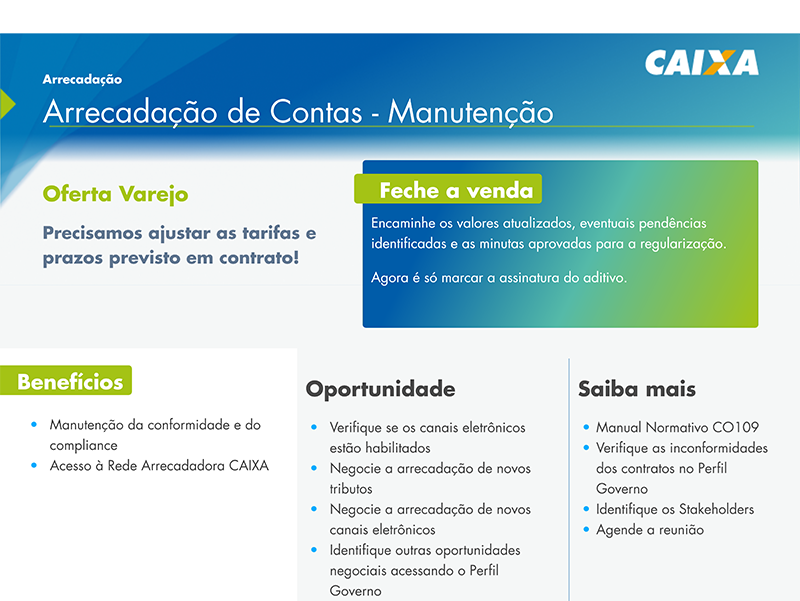 CAIXA
Arrecadação
Arrecadação de Contas - Manutenção
Oferta Varejo
Precisamos ajustar as tarifas e
prazos previsto em contrato!
Feche a venda
Encaminhe os valores atualizados, eventuais pendências
identificadas e as minutas aprovadas para a regularização.
Agora é só marcar a assinatura do aditivo.
Benefícios
• Manutenção da conformidade e do
compliance
• Acesso à Rede Arrecadadora CAIXA
Oportunidade
• Verifique se os canais eletrônicos
estão habilitados
• Negocie a arrecadação de novos
tributos
• Negocie a arrecadação de novos
canais eletrônicos
• Identifique outras oportunidades
negociais acessando o Perfil
Governo
Saiba mais
• Manual Normativo CO109
• Verifique as inconformidades
dos contratos no Perfil
Governo
• Identifique os Stakeholders
• Agende a reunião